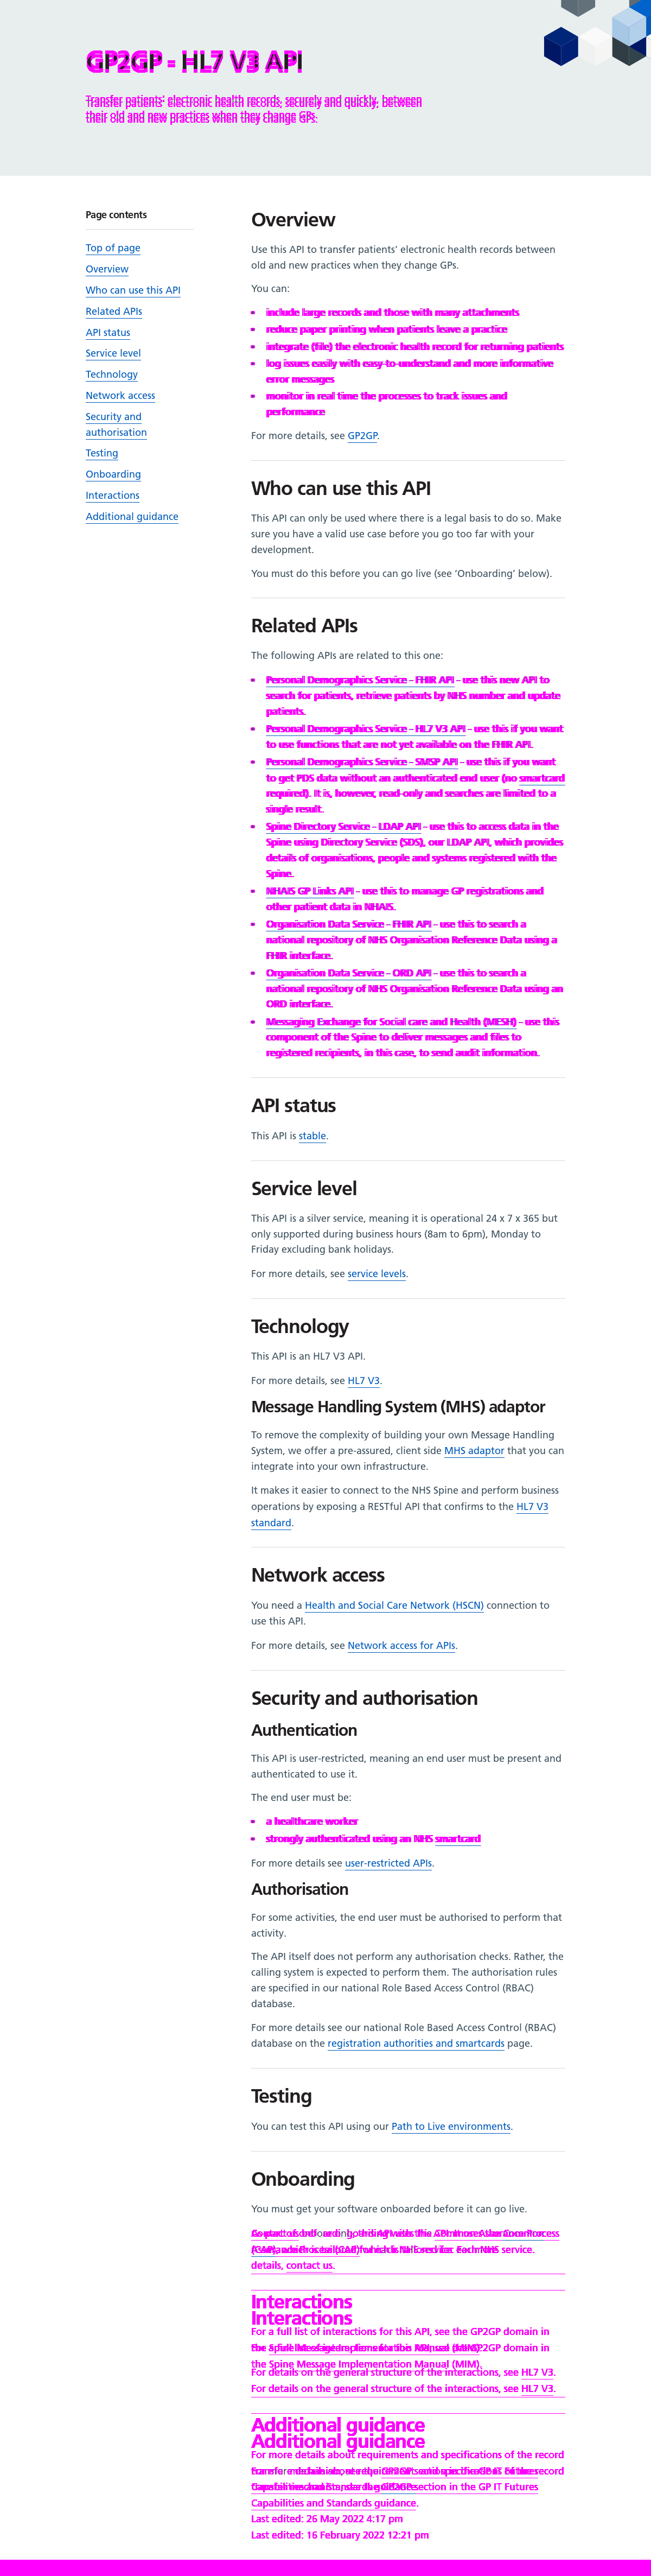 GP2GP - HL7 V3 API
Transfer patients' electronic health records, securely and quickly, between
their old and new practices when they change GPs.
Page contents
Top of page
Overview
Who can use this API
Related APIs
API status
Service level
Technology
Network access
Security and
authorisation
Testing
Onboarding
Interactions
Additional guidance
Overview
Use this API to transfer patients' electronic health records between
old and new practices when they change GPs.
You can:
include large records and those with many attachments
reduce paper printing when patients leave a practice
integrate (file) the electronic health record for returning patients
log issues easily with easy-to-understand and more informative
error messages
monitor in real time the processes to track issues and
performance
For more details, see GP2GP.
Who can use this API
This API can only be used where there is a legal basis to do so. Make
sure you have a valid use case before you go too far with your
development.
You must do this before you can go live (see 'Onboarding' below).
Related APIs
The following APIs are related to this one:
Personal Demographics Service - FHIR API - use this new API to
search for patients, retrieve patients by NHS number and update
patients.
Personal Demographics Service - HL7 V3 API - use this if you want
to use functions that are not yet available on the FHIR API.
Personal Demographics Service - SMSP API - use this if you want
to get PDS data without an authenticated end user (no smartcard
required). It is, however, read-only and searches are limited to a
single result.
Spine Directory Service - LDAP API - use this to access data in the
Spine using Directory Service (SDS), our LDAP API, which provides
details of organisations, people and systems registered with the
Spine.
NHAIS GP Links API - use this to manage GP registrations and
other patient data in NHAIS.
Organisation Data Service - FHIR API - use this to search a
national repository of NHS Organisation Reference Data using a
FHIR interface.
Organisation Data Service - ORD API - use this to search a
national repository of NHS Organisation Reference Data using an
ORD interface.
Messaging Exchange for Social care and Health (MESH) - use this
component of the Spine to deliver messages and files to
registered recipients, in this case, to send audit information.
API status
This API is stable.
Service level
This API is a silver service, meaning it is operational 24 x 7 x 365 but
only supported during business hours (8am to 6pm), Monday to
Friday excluding bank holidays.
For more details, see service levels.
Technology
This API is an HL7 V3 API.
For more details, see HL7 V3.
Message Handling System (MHS) adaptor
To remove the complexity of building your own Message Handling
System, we offer a pre-assured, client side MHS adaptor that you can
integrate into your own infrastructure.
It makes it easier to connect to the NHS Spine and perform business
operations by exposing a RESTful API that confirms to the HL7 V3
standard.
Network access
You need a Health and Social Care Network (HSCN) connection to
use this API.
For more details, see Network access for APIs.
Security and authorisation
Authentication
This API is user-restricted, meaning an end user must be present and
authenticated to use it.
The end user must be:
a healthcare worker
strongly authenticated using an NHS smartcard
For more details see user-restricted APIs.
Authorisation
For some activities, the end user must be authorised to perform that
activity.
The API itself does not perform any authorisation checks. Rather, the
calling system is expected to perform them. The authorisation rules
are specified in our national Role Based Access Control (RBAC)
database.
For more details see our national Role Based Access Control (RBAC)
database on the registration authorities and smartcards page.
Testing
You can test this API using our Path to Live environments.
Onboarding
You must get your software onboarded before it can go live.
details, contact us.
Interactions
Interactions
For a full list of interactions for this API, see the GP2GP domain in
the Spine Message Implementation Manual (MIM).
For details on the general structure of the interactions, see HL7 V3.
For details on the general structure of the interactions, see HL7 V3.
Additional guidance
Additional guidance
For more details about requirements and specifications of the record
section in the GP IT Futures
Capabilities and Standards guidance.
Last edited: 26 May 2022 4:17 pm
Last edited: 16 February 2022 12:21 pm